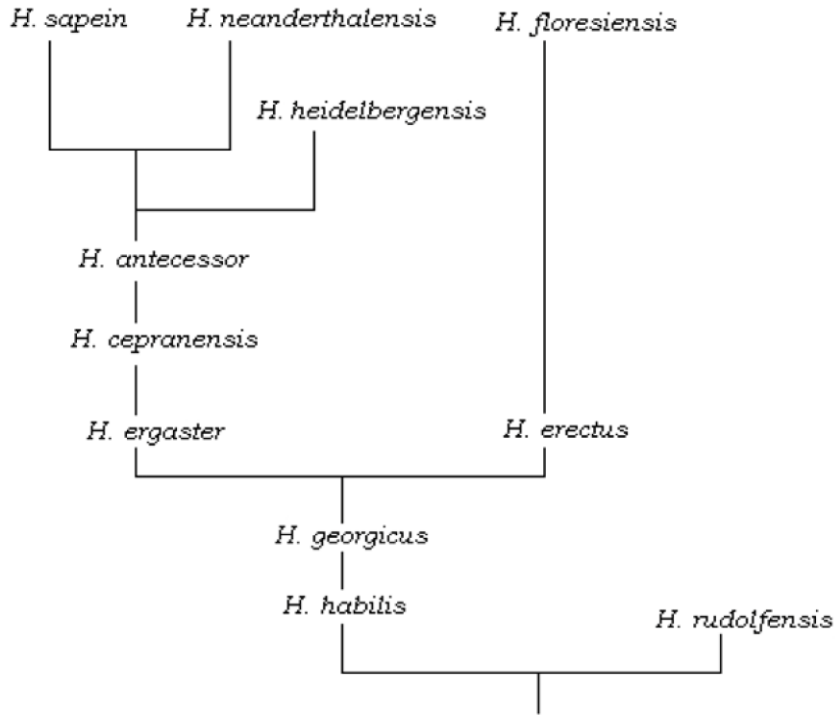 H. sapein
H. neanderthalensis
H. floresiensis
H. heidelbergensis
H. antecessor
H. cepranensis
H. ergaster
H. erectus
H. georgicus
H. habilis
H. rudolfensis